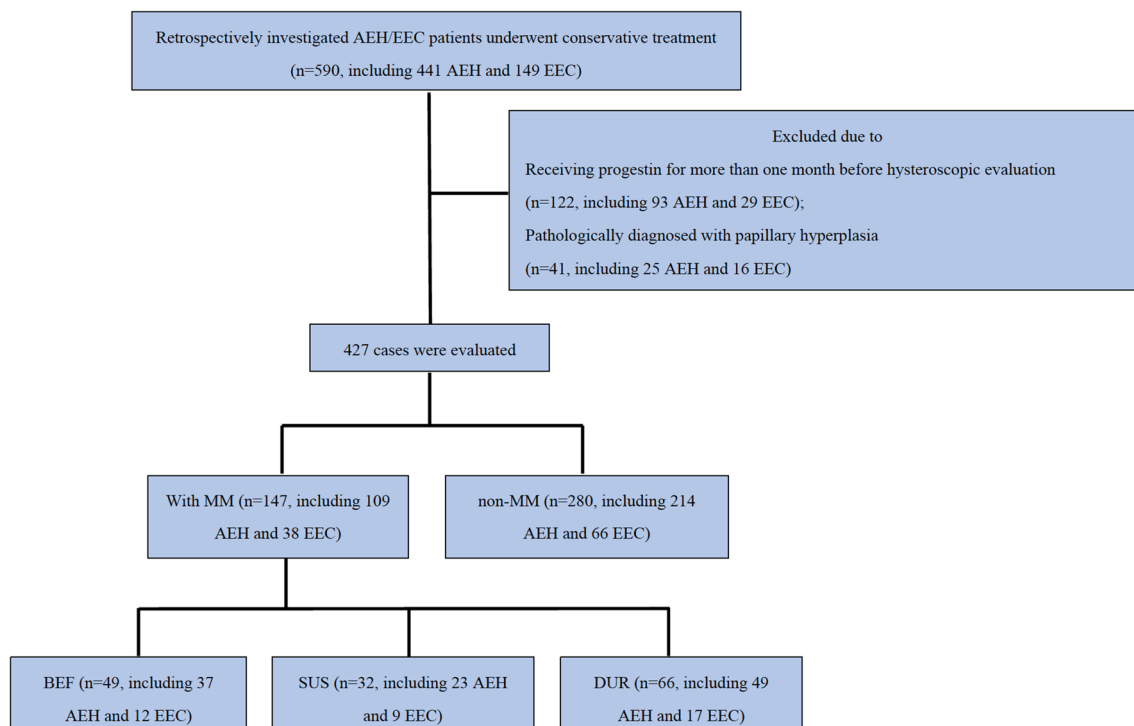 Retrospectively investigated AEH/EEC patients underwent conservative treatment
(n=590, including 441 AEH and 149 EEC)
Excluded due to
Receiving progestin for more than one month before hysteroscopic evaluation
(n=122, including 93 AEH and 29 EEC);
Pathologically diagnosed with papillary hyperplasia
(n=41, including 25 AEH and 16 EEC)
427 cases were evaluated
With MM (n=147, including 109
AEH and 38 EEC)
non-MM (n=280, including 214
AEH and 66 EEC)
BEF (n=49, including 37
AEH and 12 EEC)
SUS (n=32, including 23 AEH
and 9 EEC)
DUR (n=66, including 49
AEH and 17 EEC)